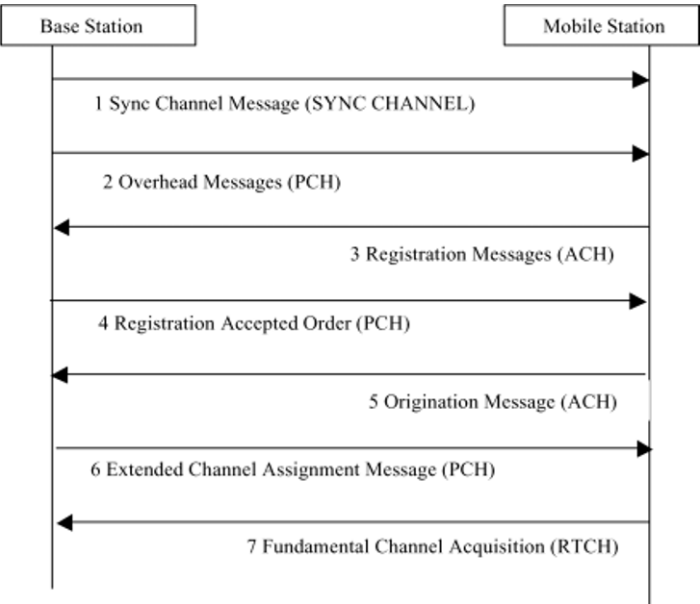 Base Station
Mobile Station
1 Sync Channel Message (SYNC CHANNEL)
2 Overhead Messages (PCH)
3 Registration Messages (ACH)
4 Registration Accepted Order (PCH)
5 Origination Message (ACH)
6 Extended Channel Assignment Message (PCH)
7 Fundamental Channel Acquisition (RTCH)